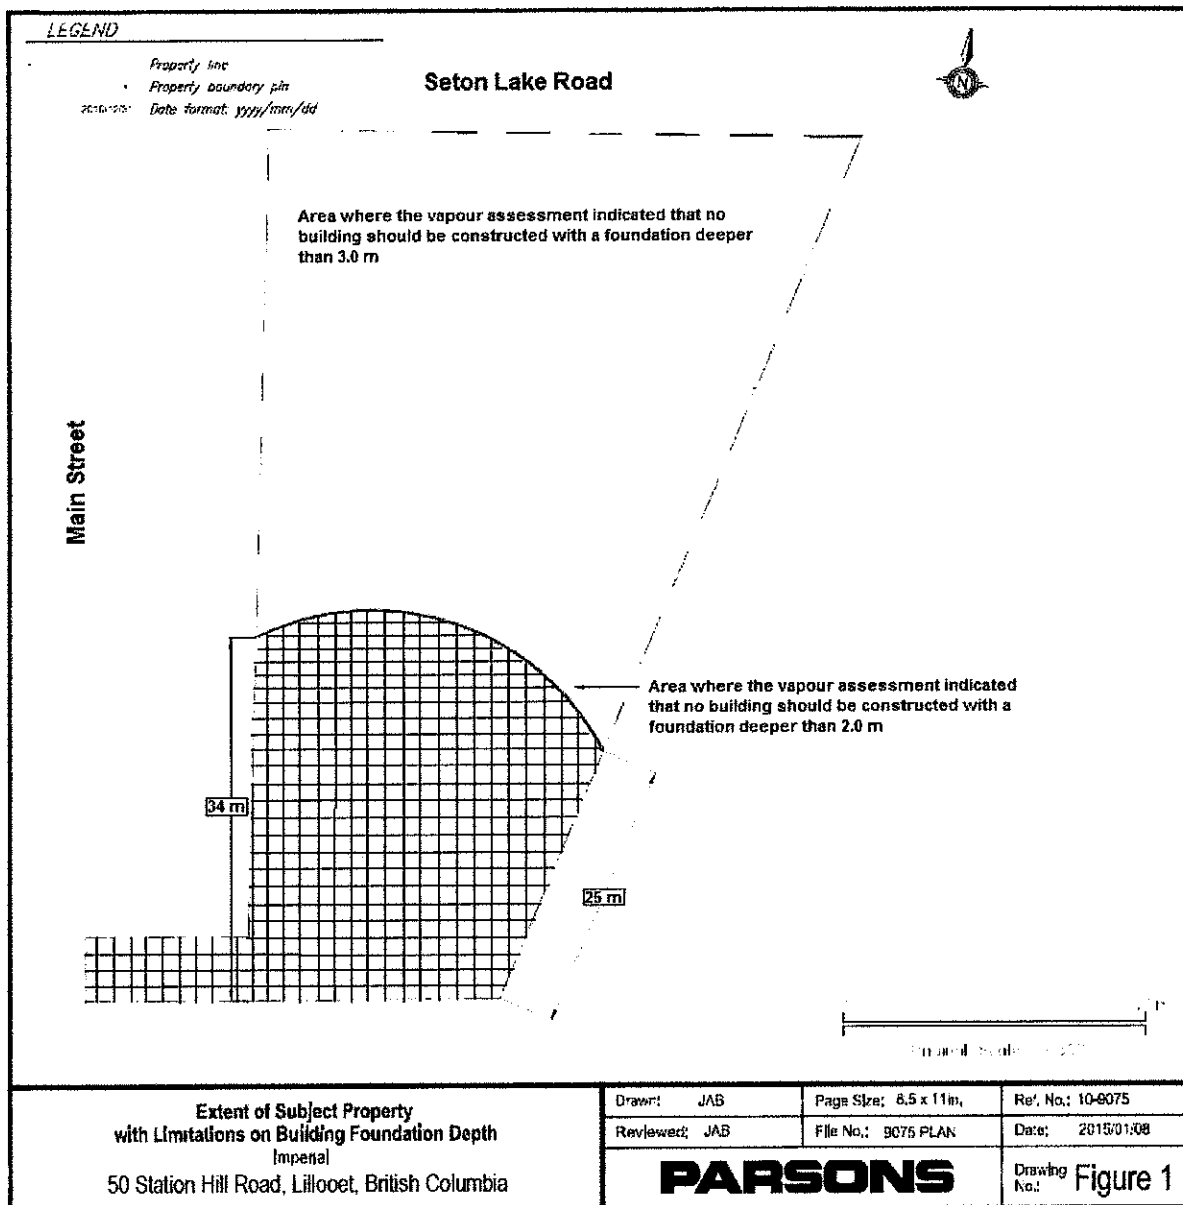 LEGEND
Property line
Property boundary pin
Date format: yyyy/mm/dd
Seton Lake Road
N
Area where the vapour assessment indicated that no
building should be constructed with a foundation deeper
than 3.0 m
Main Street
Area where the vapour assessment indicated
that no building should be constructed with a
foundation deeper than 2.0 m
34 m
25 m
Extent of Subject Property
with Limitations on Building Foundation Depth
Imperial
50 Station Hill Road, Lillooet, British Columbia
Drawn: JAB
Page Size: 8.5 x 11in.
Ref. No.: 10-9075
Reviewed: JAB
File No.: 9075 PLAN
Date: 2015/01/08
PARSONS
Drawing
No.:
Figure 1